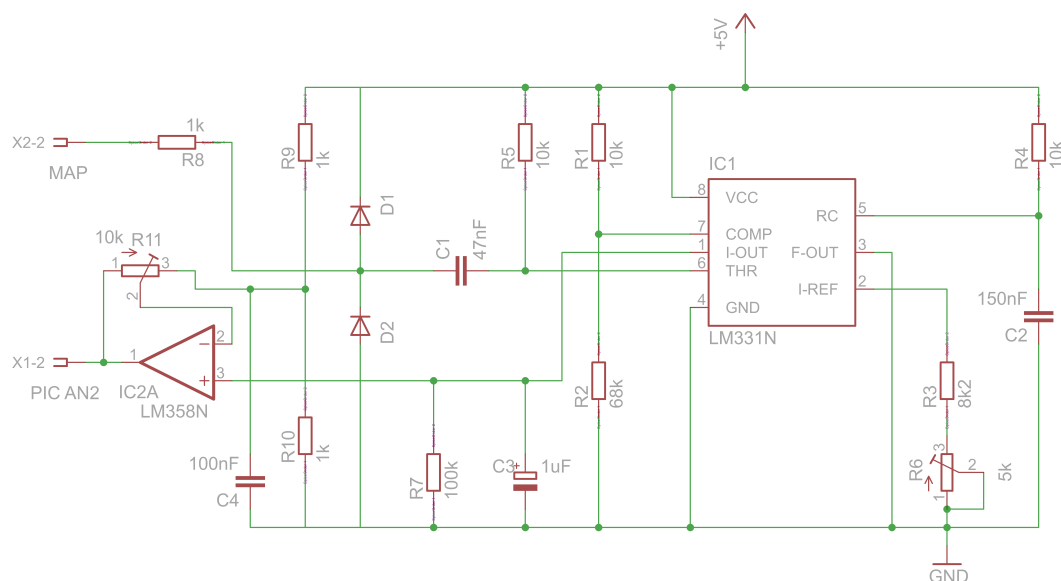 +5V
X2-2
MAP
1k
R8
R9
1k
D1
D2
C1
47nF
R5
10k
R1
10k
IC1
8
VCC
7
COMP
1
I-OUT
6
THR
4
GND
RC
5
F-OUT
3
I-REF
2
LM331N
R4
10k
150nF
C2
10k
R11
1
3
2
X1-2
PIC AN2
1
2
3
IC2A
LM358N
R10
1k
100nF
C4
R7
100k
C3
+
1uF
R2
68k
R3
8k2
R6
3
2
1
5k
GND